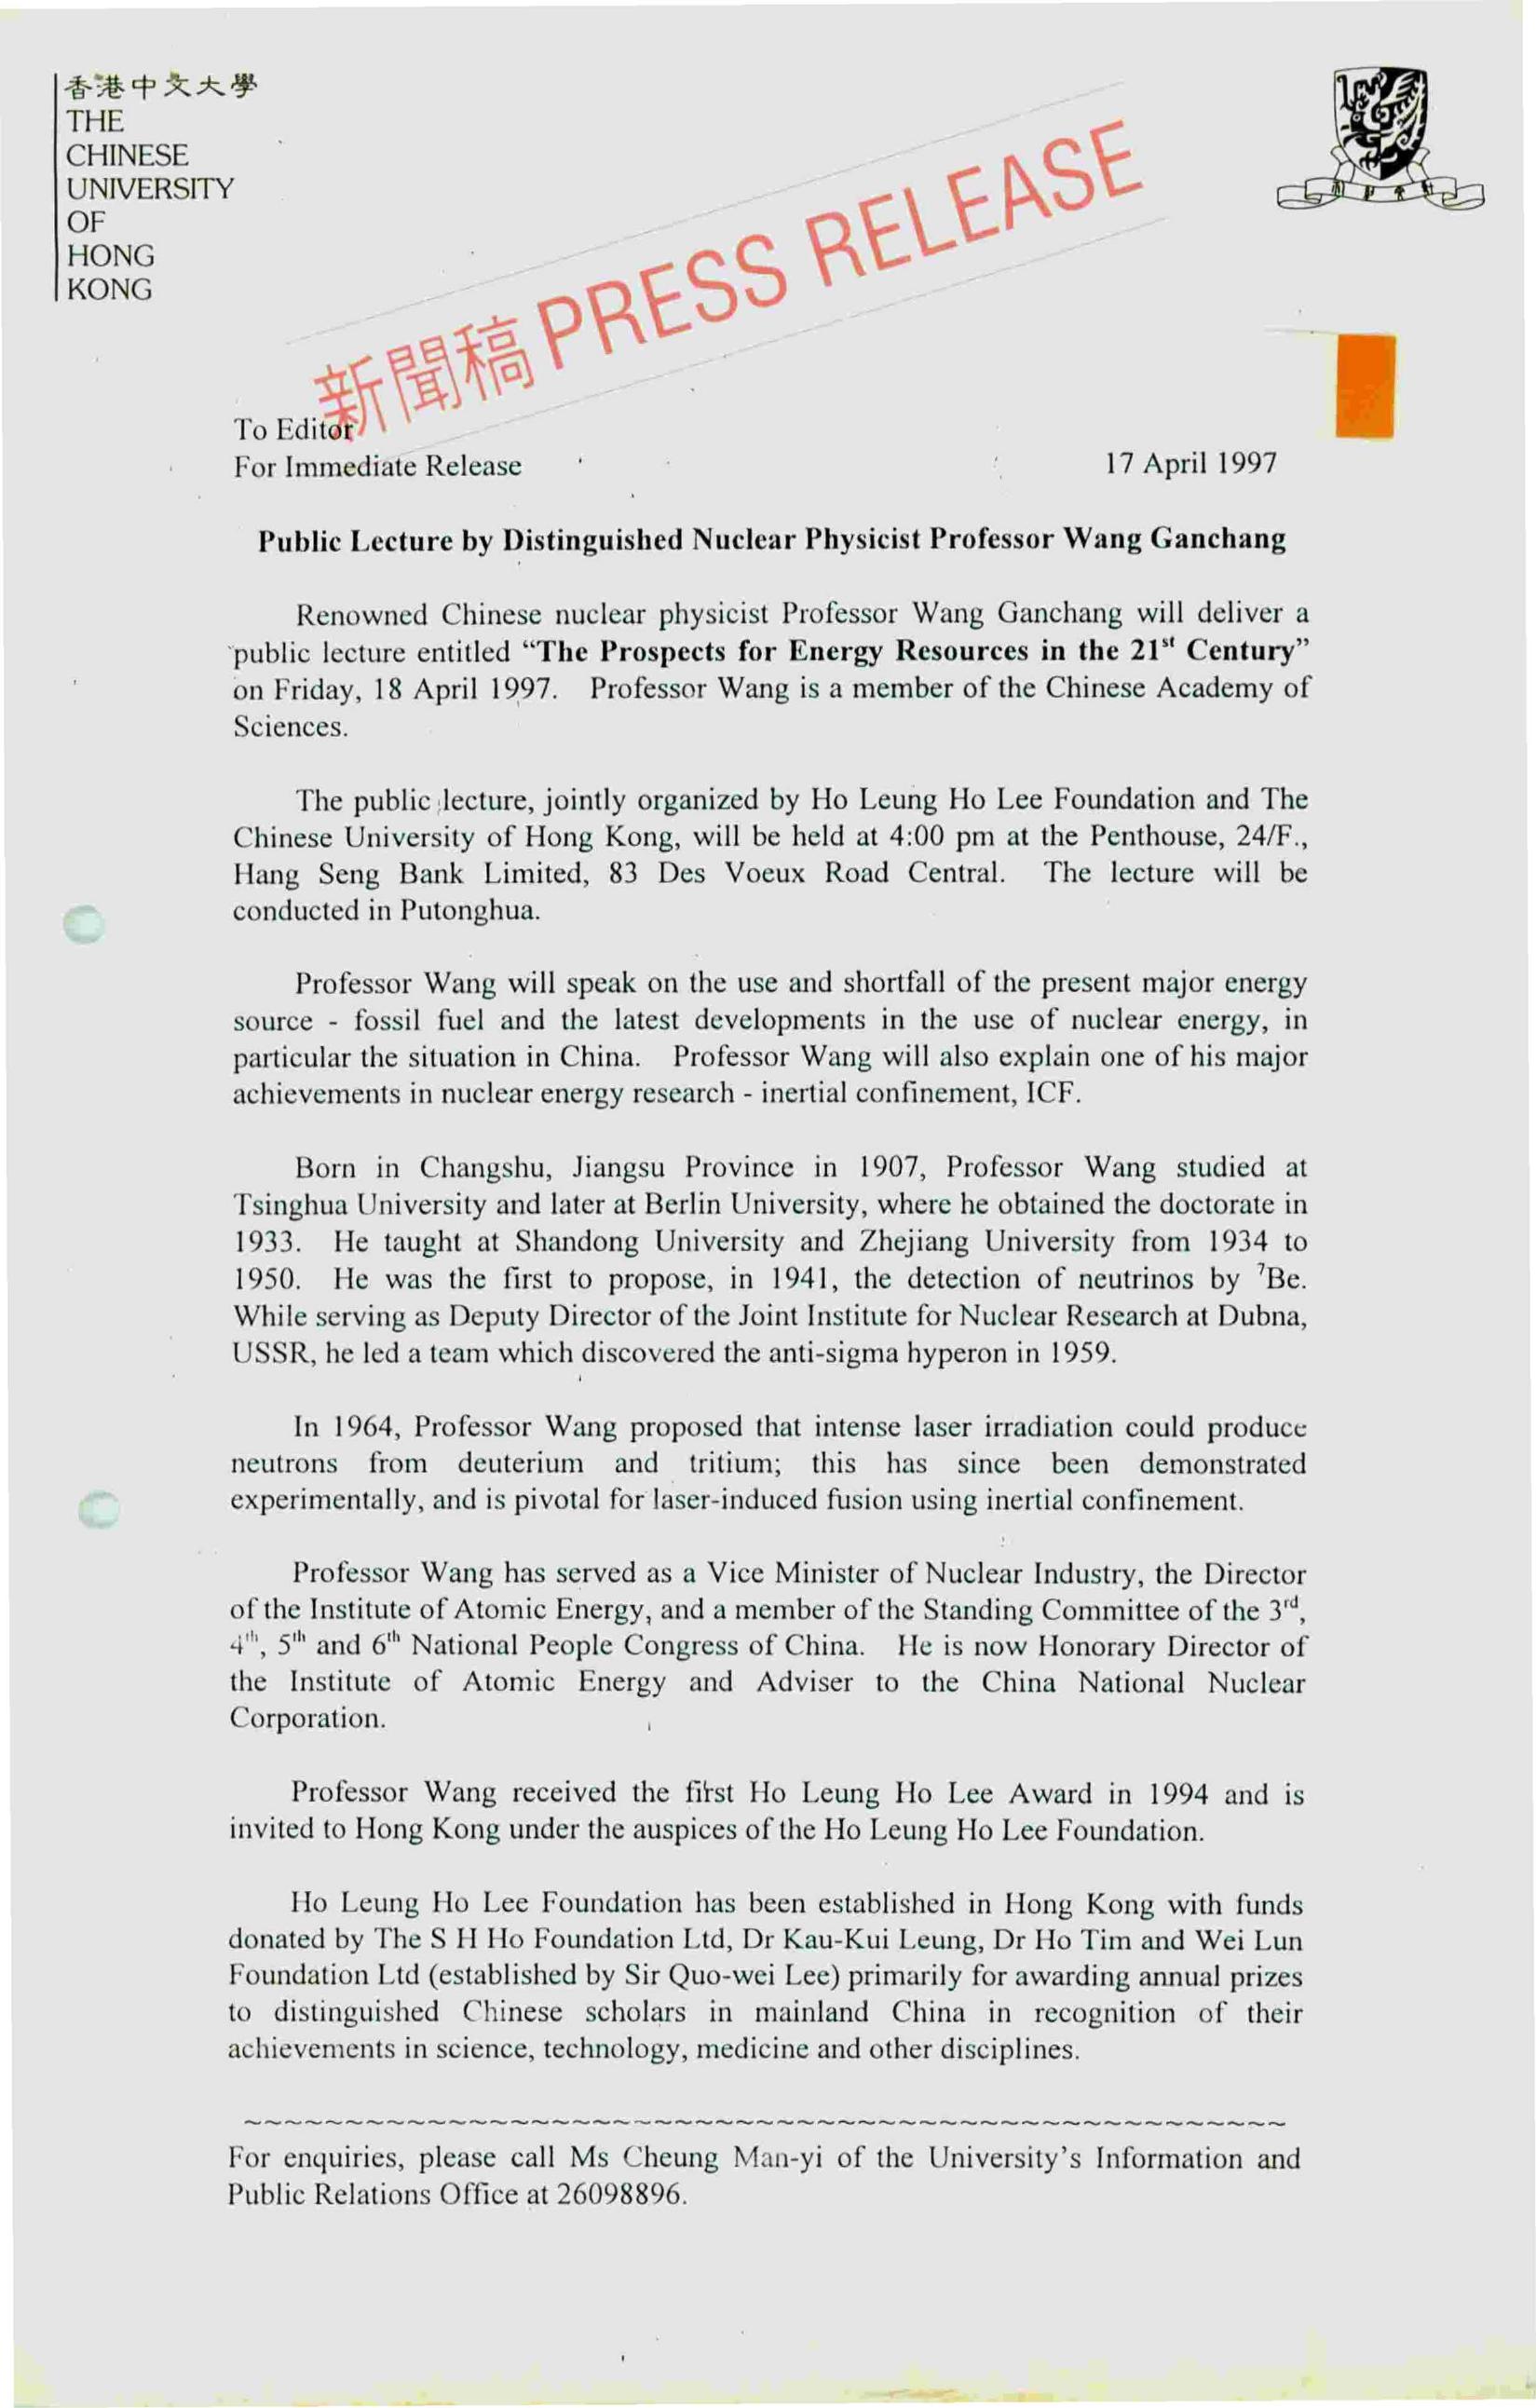 香港中文大學
THE
CHINESE
UNIVERSITY
OF
HONG
KONG
新聞稿 PRESS RELEASE
To Editor
For Immediate Release
17 April 1997
Public Lecture by Distinguished Nuclear Physicist Professor Wang Ganchang
Renowned Chinese nuclear physicist Professor Wang Ganchang will deliver a
public lecture entitled “The Prospects for Energy Resources in the 21st Century”
on Friday, 18 April 1997. Professor Wang is a member of the Chinese Academy of
Sciences.
The public lecture, jointly organized by Ho Leung Ho Lee Foundation and The
Chinese University of Hong Kong, will be held at 4:00 pm at the Penthouse, 24/F.,
Hang Seng Bank Limited, 83 Des Voeux Road Central. The lecture will be
conducted in Putonghua.
Professor Wang will speak on the use and shortfall of the present major energy
source - fossil fuel and the latest developments in the use of nuclear energy, in
particular the situation in China. Professor Wang will also explain one of his major
achievements in nuclear energy research - inertial confinement, ICF.
Born in Changshu, Jiangsu Province in 1907, Professor Wang studied at
Tsinghua University and later at Berlin University, where he obtained the doctorate in
1933. He taught at Shandong University and Zhejiang University from 1934 to
1950. He was the first to propose, in 1941, the detection of neutrinos by ⁷Be.
While serving as Deputy Director of the Joint Institute for Nuclear Research at Dubna,
USSR, he led a team which discovered the anti-sigma hyperon in 1959.
In 1964, Professor Wang proposed that intense laser irradiation could produce
neutrons from deuterium and tritium; this has since been demonstrated
experimentally, and is pivotal for laser-induced fusion using inertial confinement.
Professor Wang has served as a Vice Minister of Nuclear Industry, the Director
of the Institute of Atomic Energy, and a member of the Standing Committee of the 3rd,
4th, 5th and 6th National People Congress of China. He is now Honorary Director of
the Institute of Atomic Energy and Adviser to the China National Nuclear
Corporation.
Professor Wang received the first Ho Leung Ho Lee Award in 1994 and is
invited to Hong Kong under the auspices of the Ho Leung Ho Lee Foundation.
Ho Leung Ho Lee Foundation has been established in Hong Kong with funds
donated by The S H Ho Foundation Ltd, Dr Kau-Kui Leung, Dr Ho Tim and Wei Lun
Foundation Ltd (established by Sir Quo-wei Lee) primarily for awarding annual prizes
to distinguished Chinese scholars in mainland China in recognition of their
achievements in science, technology, medicine and other disciplines.
~~~~~~~~~~~~~~~~~~~~~~~~~~~~~~~~~~~~~~~~~~~~~~~~~~~
For enquiries, please call Ms Cheung Man-yi of the University’s Information and
Public Relations Office at 26098896.